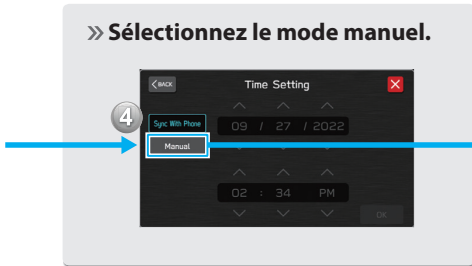 » Sélectionnez le mode manuel.
< BACK
Time Setting
4
Sync With Phone
09 / 27 / 2022
Manual
02 : 34 PM
OK